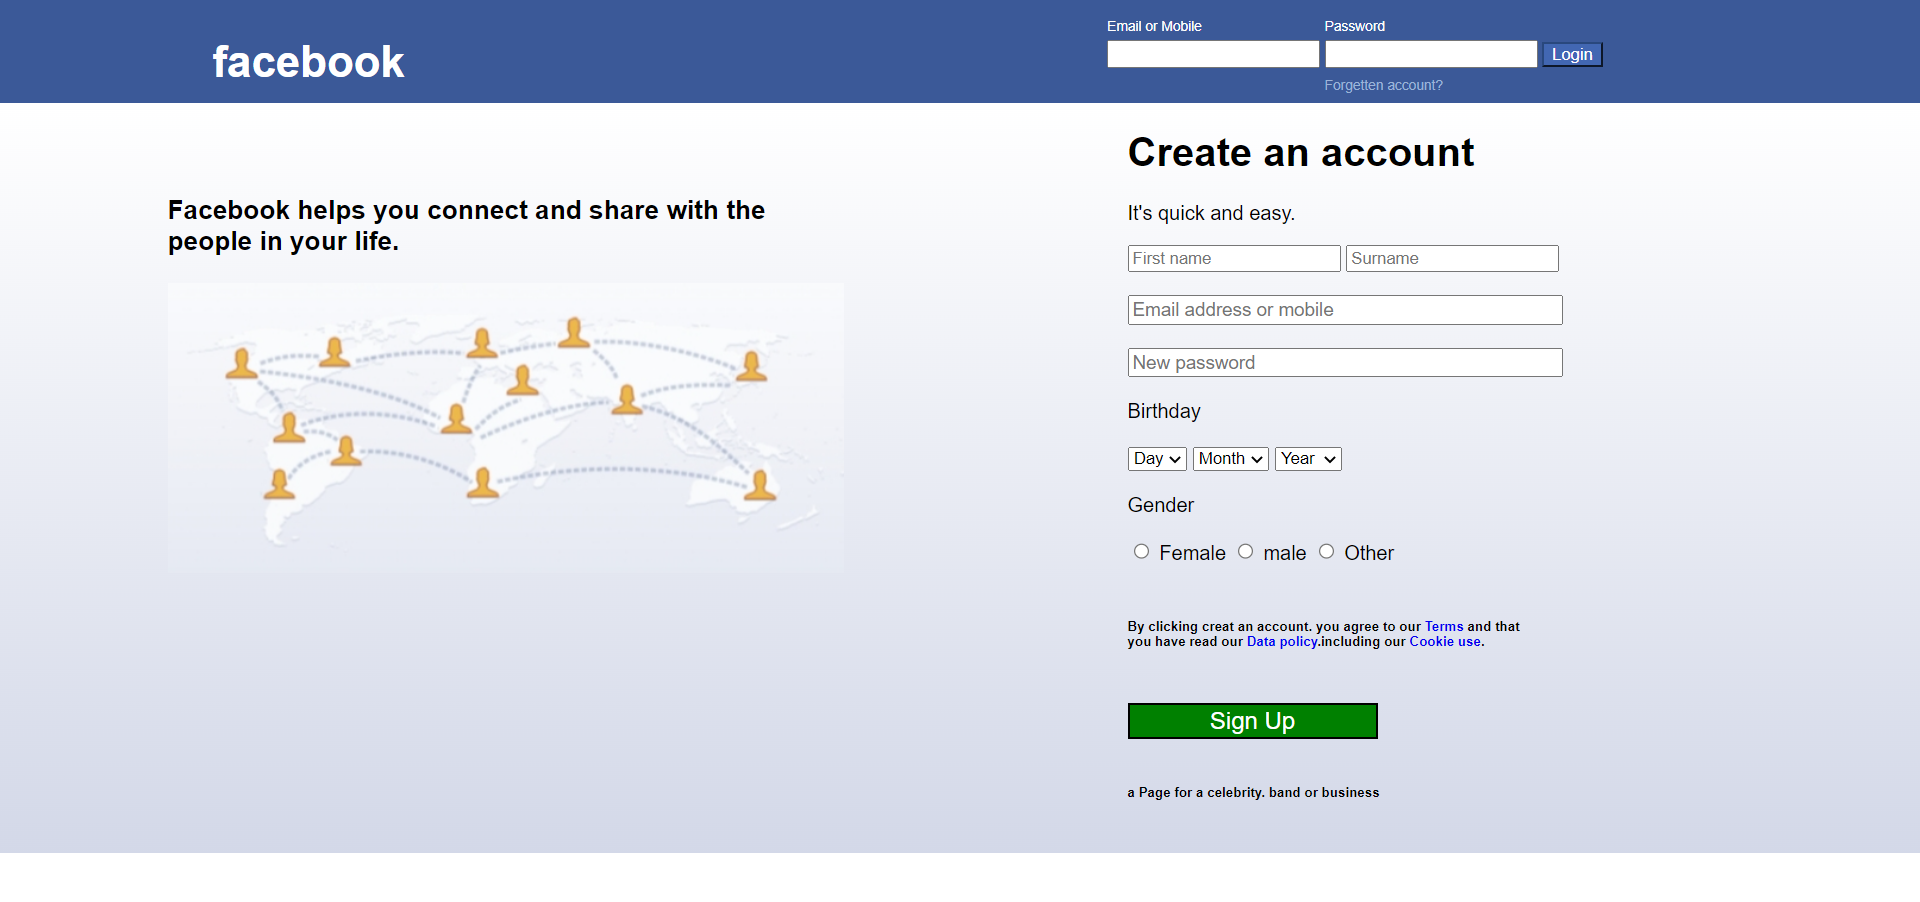 Email or Mobile
Password
facebook
Login
Forgetten account?
Create an account
Facebook helps you connect and share with the
people in your life.
It's quick and easy.
First name
Surname
Email address or mobile
New password
Birthday
Day
Month
Year
Gender
Female
male
Other
By clicking creat an account. you agree to our Terms and that
you have read our Data policy.including our Cookie use.
Sign Up
a Page for a celebrity. band or business